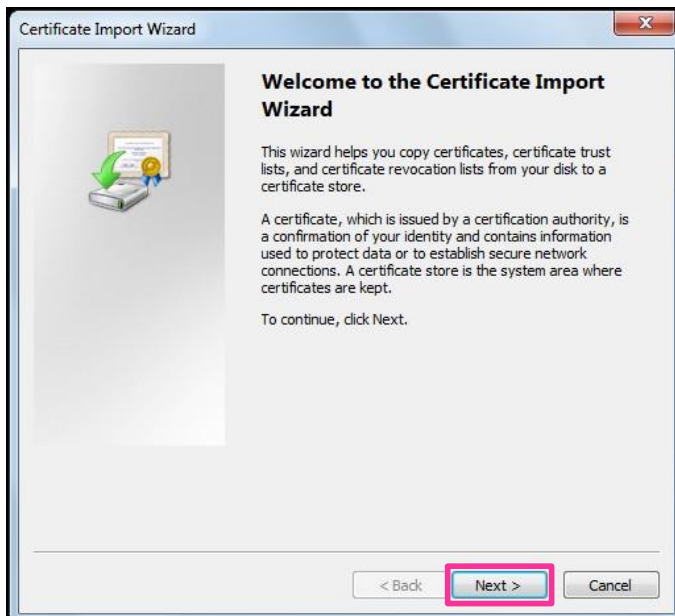 Certificate Import Wizard
Welcome to the Certificate Import
Wizard
This wizard helps you copy certificates, certificate trust
lists, and certificate revocation lists from your disk to a
certificate store.
A certificate, which is issued by a certification authority, is
a confirmation of your identity and contains information
used to protect data or to establish secure network
connections. A certificate store is the system area where
certificates are kept.
To continue, click Next.
< Back Next > Cancel